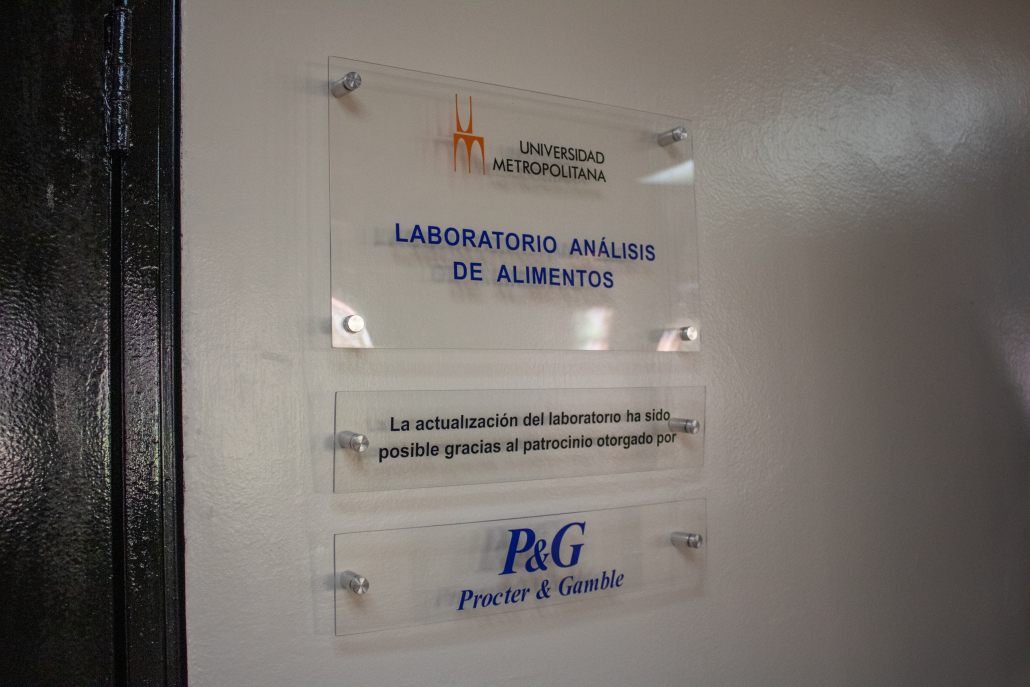 UNIVERSIDAD
METROPOLITANA
LABORATORIO ANÁLISIS
DE ALIMENTOS
La actualización del laboratorio ha sido
posible gracias al patrocinio otorgado por
P&G
Procter & Gamble